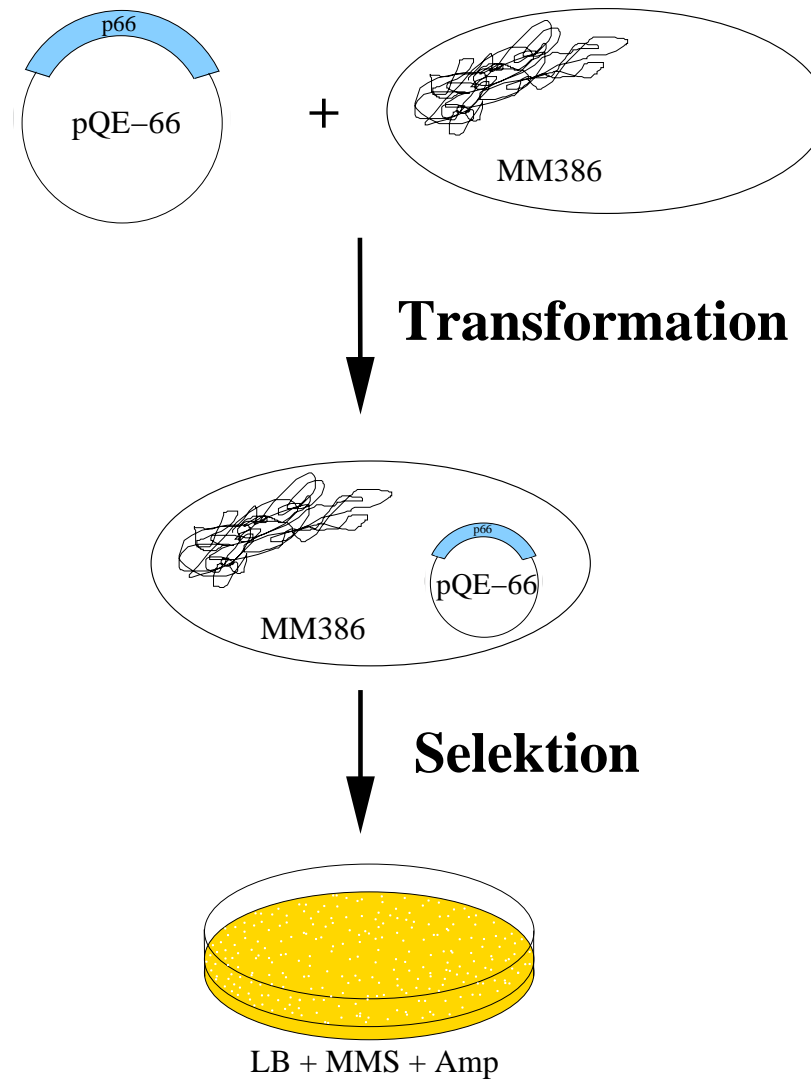 p66
pQE−66
+
MM386
Transformation
p66
pQE−66
MM386
Selektion
LB + MMS + Amp